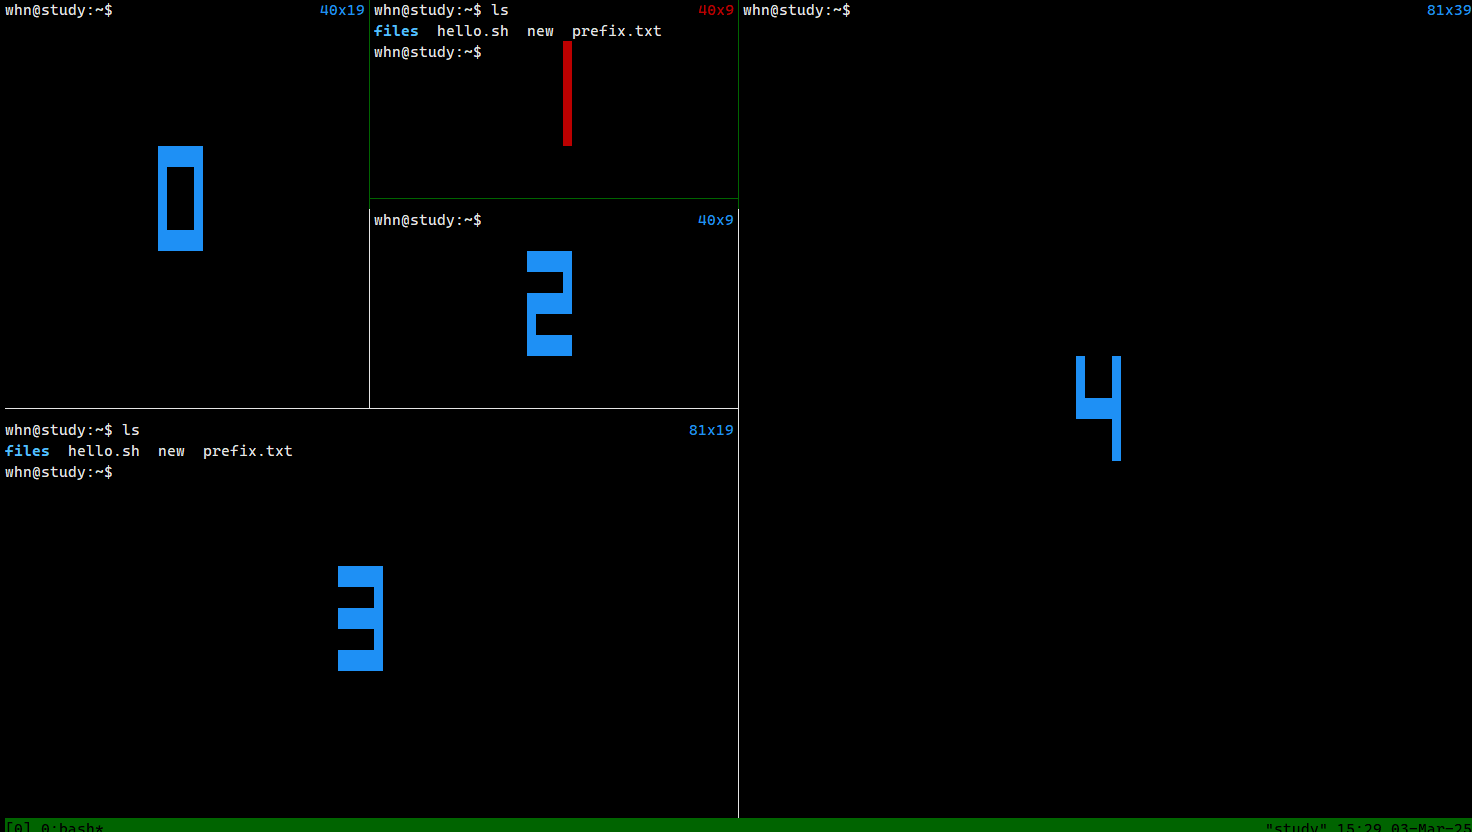 whn@study:~$ 40x19
0
whn@study:~$ ls 40x9
files hello.sh new prefix.txt
whn@study:~$
1
whn@study:~$ 40x9
2
whn@study:~$ ls 81x19
files hello.sh new prefix.txt
whn@study:~$
3
whn@study:~$ 81x39
4
[0] 0:bash* "study" 15:29 03-Mar-25